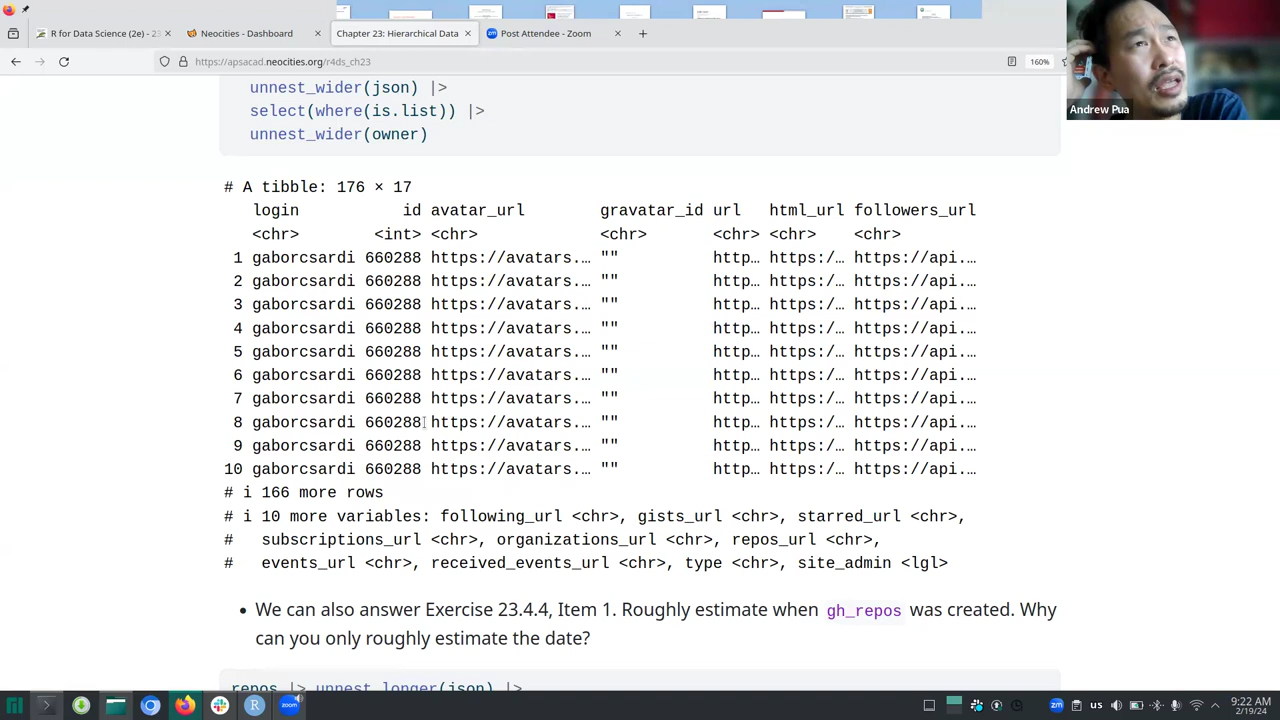 R for Data Science (2e) - 23
Neocities - Dashboard
Chapter 23: Hierarchical Data
Post Attendee - Zoom
https://apsacad.neocities.org/r4ds_ch23
160%
Andrew Pua
unnest_wider(json) |>
select(where(is.list)) |>
unnest_wider(owner)
# A tibble: 176 × 17
login id avatar_url gravatar_id url html_url followers_url
<chr> <int> <chr> <chr> <chr> <chr> <chr>
1 gaborcsardi 660288 https://avatars.… "" http… https:/… https://api.…
2 gaborcsardi 660288 https://avatars.… "" http… https:/… https://api.…
3 gaborcsardi 660288 https://avatars.… "" http… https:/… https://api.…
4 gaborcsardi 660288 https://avatars.… "" http… https:/… https://api.…
5 gaborcsardi 660288 https://avatars.… "" http… https:/… https://api.…
6 gaborcsardi 660288 https://avatars.… "" http… https:/… https://api.…
7 gaborcsardi 660288 https://avatars.… "" http… https:/… https://api.…
8 gaborcsardi 660288 https://avatars.… "" http… https:/… https://api.…
9 gaborcsardi 660288 https://avatars.… "" http… https:/… https://api.…
10 gaborcsardi 660288 https://avatars.… "" http… https:/… https://api.…
# i 166 more rows
# i 10 more variables: following_url <chr>, gists_url <chr>, starred_url <chr>,
# subscriptions_url <chr>, organizations_url <chr>, repos_url <chr>,
# events_url <chr>, received_events_url <chr>, type <chr>, site_admin <lgl>
• We can also answer Exercise 23.4.4, Item 1. Roughly estimate when gh_repos was created. Why
can you only roughly estimate the date?
repos |> unnest_longer(json) |>
us
9:22 AM
2/19/24